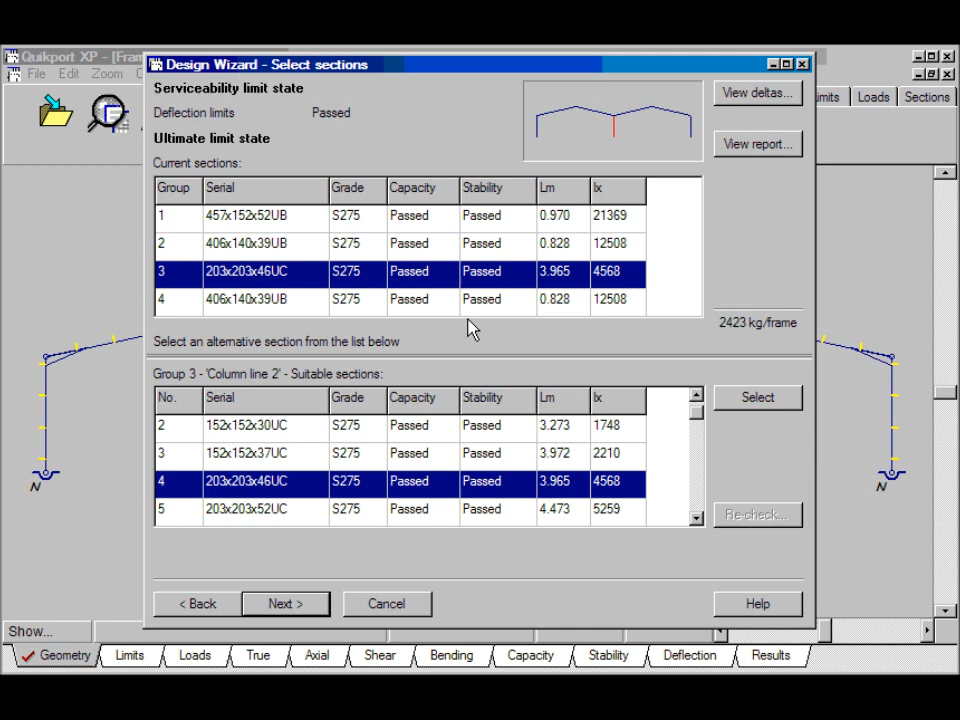 Quikport XP - [Fran
Design Wizard - Select sections
File Edit Zoom
Serviceability limit state
View deltas...
imits Loads Sections
Deflection limits Passed
Ultimate limit state
View report...
Current sections:
Group Serial Grade Capacity Stability Lm Ix
1 457x152x52UB S275 Passed Passed 0.970 21369
2 406x140x39UB S275 Passed Passed 0.828 12508
3 203x203x46UC S275 Passed Passed 3.965 4568
4 406x140x39UB S275 Passed Passed 0.828 12508
2423 kg/frame
Select an alternative section from the list below
Group 3 - 'Column line 2' - Suitable sections:
No. Serial Grade Capacity Stability Lm Ix
Select
2 152x152x30UC S275 Passed Passed 3.273 1748
3 152x152x37UC S275 Passed Passed 3.972 2210
4 203x203x46UC S275 Passed Passed 3.965 4568
N N
5 203x203x52UC S275 Passed Passed 4.473 5259
Re-check...
< Back Next > Cancel Help
Show...
Geometry Limits Loads True Axial Shear Bending Capacity Stability Deflection Results